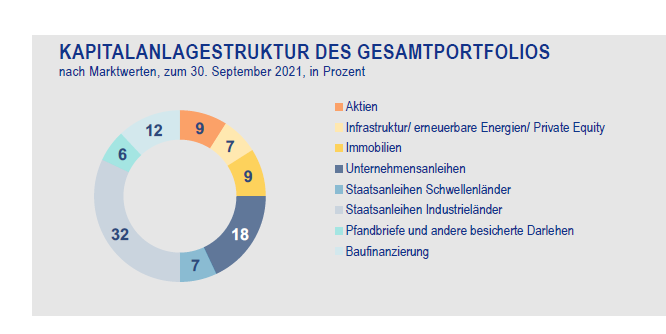 KAPITALANLAGESTRUKTUR DES GESAMTPORTFOLIOS
nach Marktwerten, zum 30. September 2021, in Prozent
9
7
9
18
7
32
6
12
Aktien
Infrastruktur/ erneuerbare Energien/ Private Equity
Immobilien
Unternehmensanleihen
Staatsanleihen Schwellenländer
Staatsanleihen Industrieländer
Pfandbriefe und andere besicherte Darlehen
Baufinanzierung